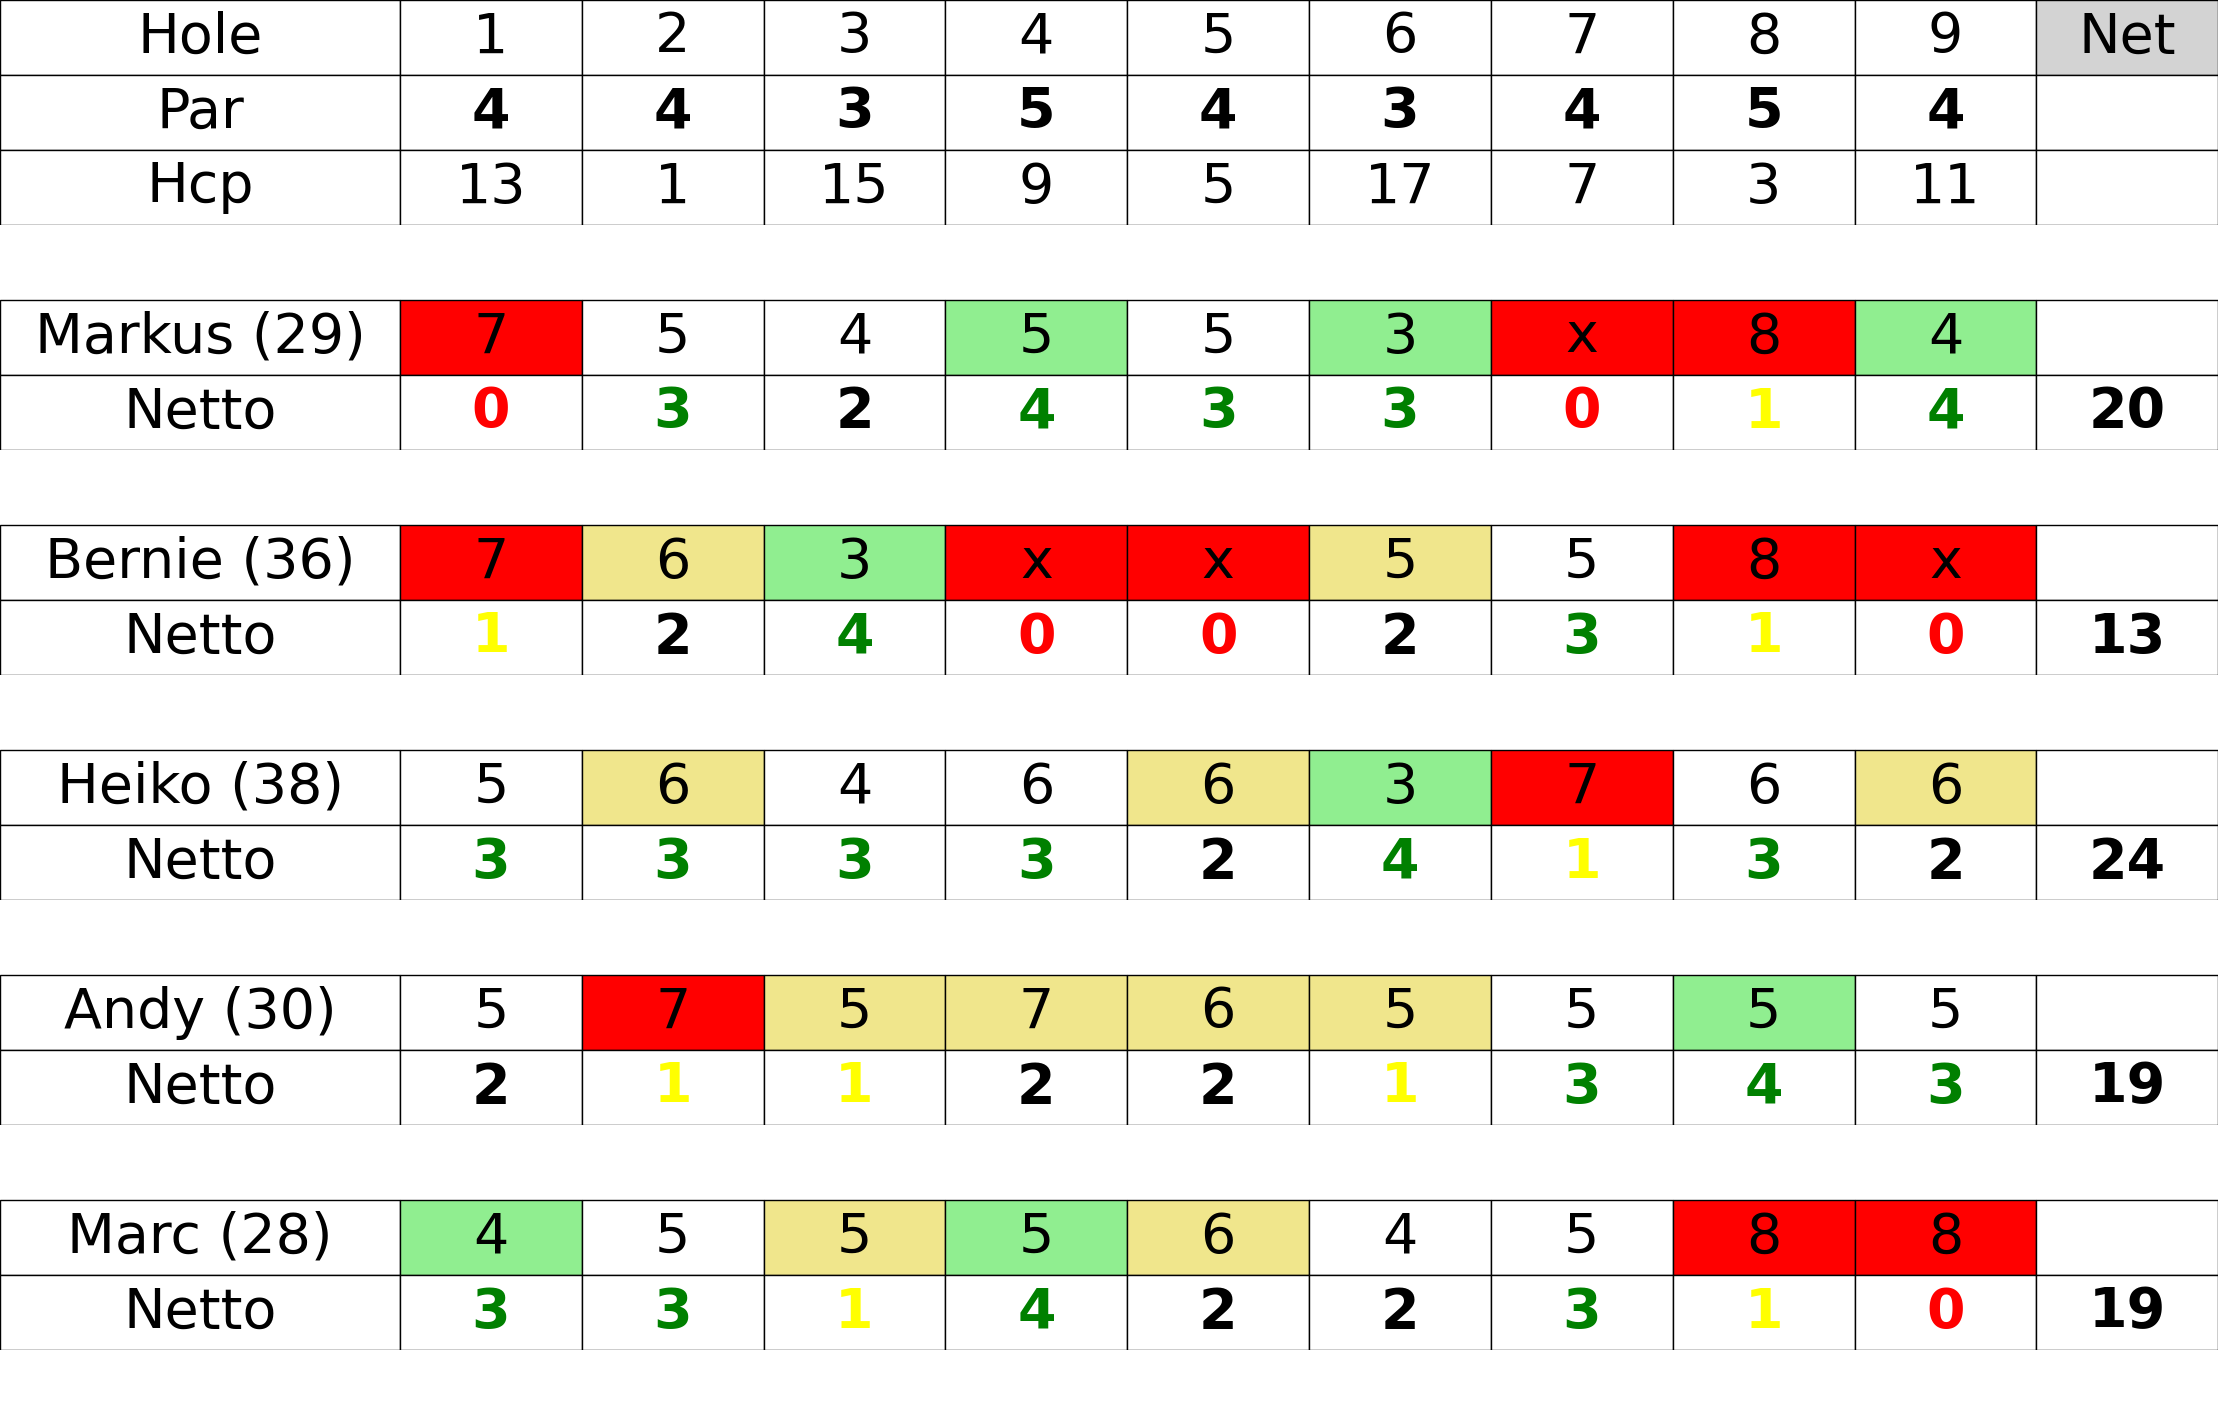 Hole 1 2 3 4 5 6 7 8 9 Net
Par 4 4 3 5 4 3 4 5 4
Hcp 13 1 15 9 5 17 7 3 11
Markus (29) 7 5 4 5 5 3 x 8 4
Netto 0 3 2 4 3 3 0 1 4 20
Bernie (36) 7 6 3 x x 5 5 8 x
Netto 1 2 4 0 0 2 3 1 0 13
Heiko (38) 5 6 4 6 6 3 7 6 6
Netto 3 3 3 3 2 4 1 3 2 24
Andy (30) 5 7 5 7 6 5 5 5 5
Netto 2 1 1 2 2 1 3 4 3 19
Marc (28) 4 5 5 5 6 4 5 8 8
Netto 3 3 1 4 2 2 3 1 0 19